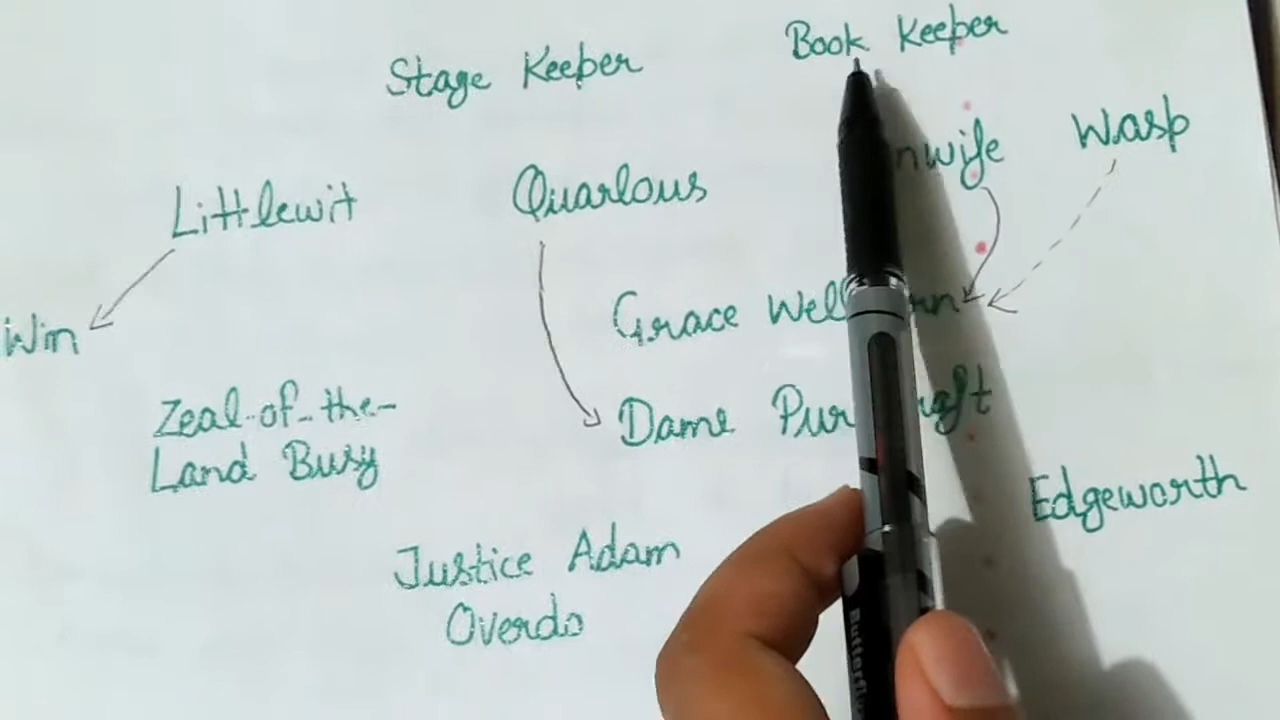 Stage Keeper
Book Keeper
nwife
Wasp
Littlewit
Quarlous
Grace
Win
Zeal-of-the-
Land Busy
Dame
Edgeworth
Justice Adam
Overdo